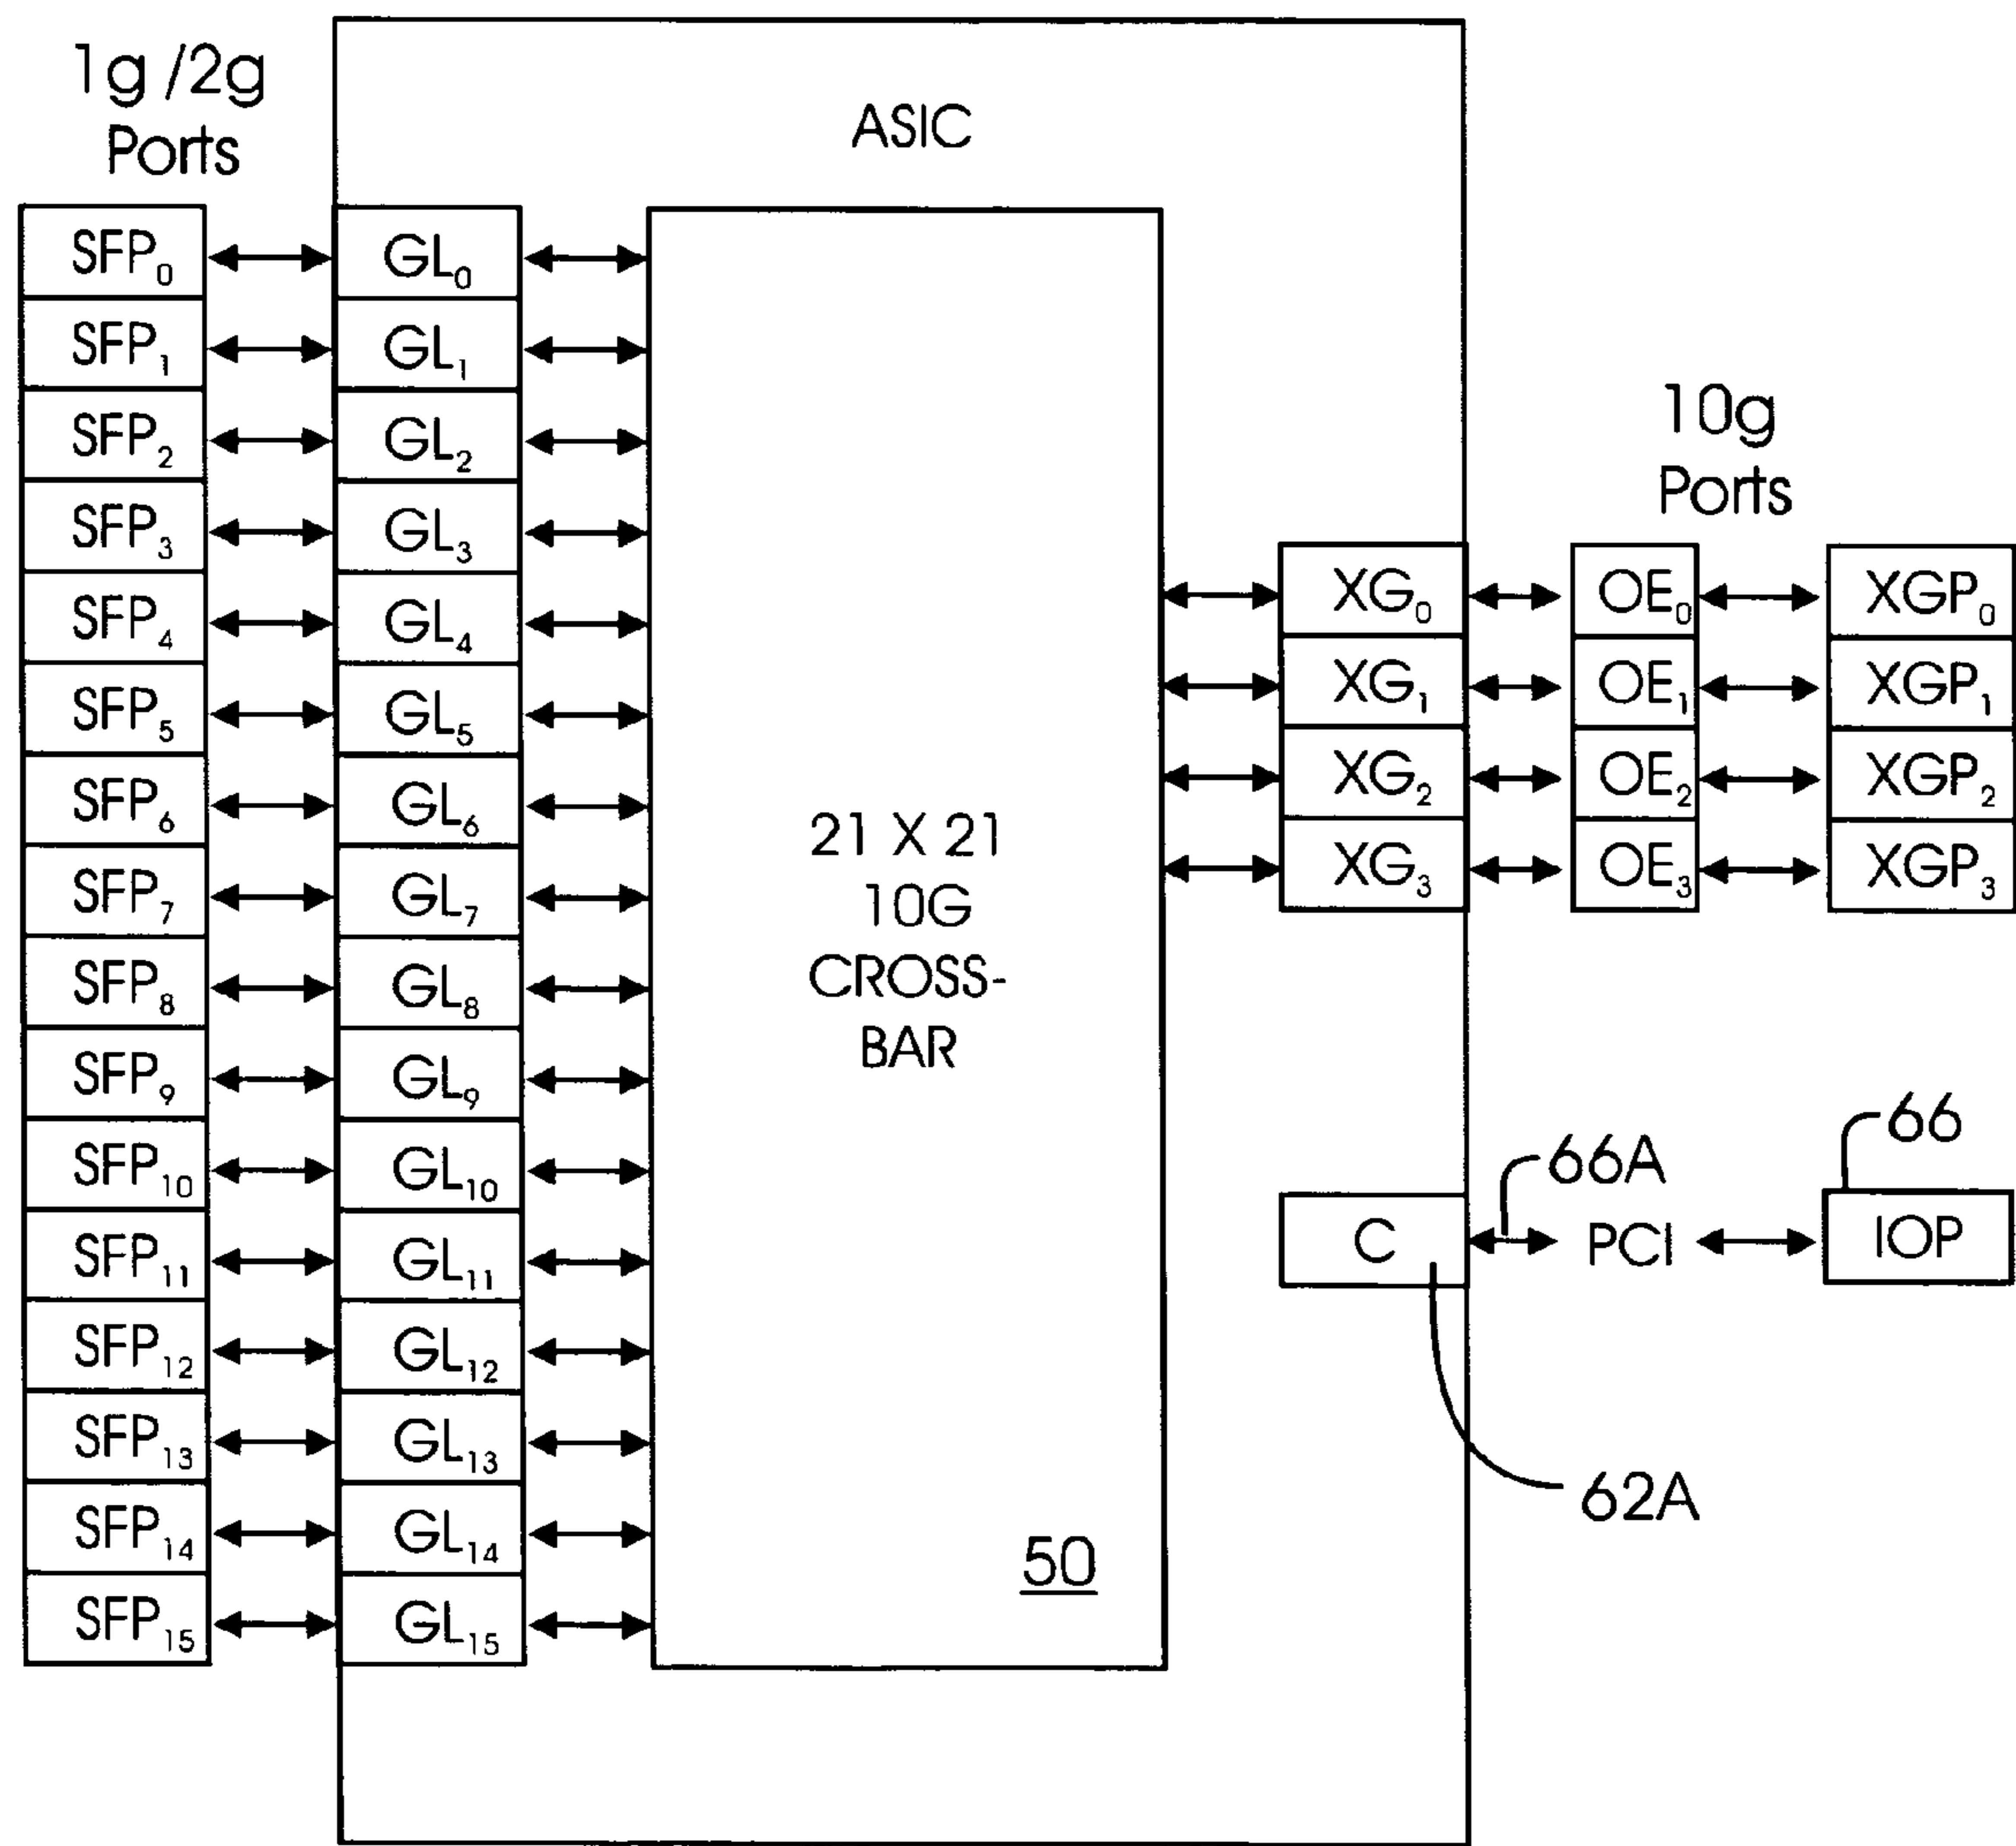 1g /2g
Ports
ASIC
10g
Ports
SFP₀ GL₀
SFP₁ GL₁
SFP₂ GL₂
SFP₃ GL₃
SFP₄ GL₄
SFP₅ GL₅
SFP₆ GL₆
SFP₇ GL₇
SFP₈ GL₈
SFP₉ GL₉
SFP₁₀ GL₁₀
SFP₁₁ GL₁₁
SFP₁₂ GL₁₂
SFP₁₃ GL₁₃
SFP₁₄ GL₁₄
SFP₁₅ GL₁₅
21 X 21
10G
CROSS-
BAR
50
XG₀ OE₀ XGP₀
XG₁ OE₁ XGP₁
XG₂ OE₂ XGP₂
XG₃ OE₃ XGP₃
66A
66
C PCI IOP
62A